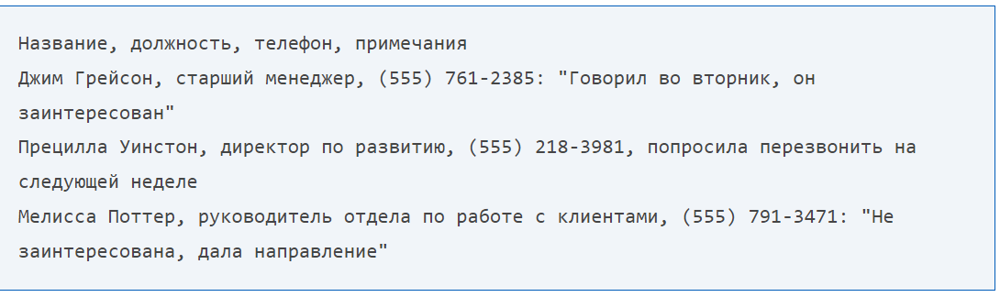 Название, должность, телефон, примечания
Джим Грейсон, старший менеджер, (555) 761-2385: "Говорил во вторник, он
заинтересован"
Прецилла Уинстон, директор по развитию, (555) 218-3981, попросила перезвонить на
следующей неделе
Мелисса Поттер, руководитель отдела по работе с клиентами, (555) 791-3471: "Не
заинтересована, дала направление"